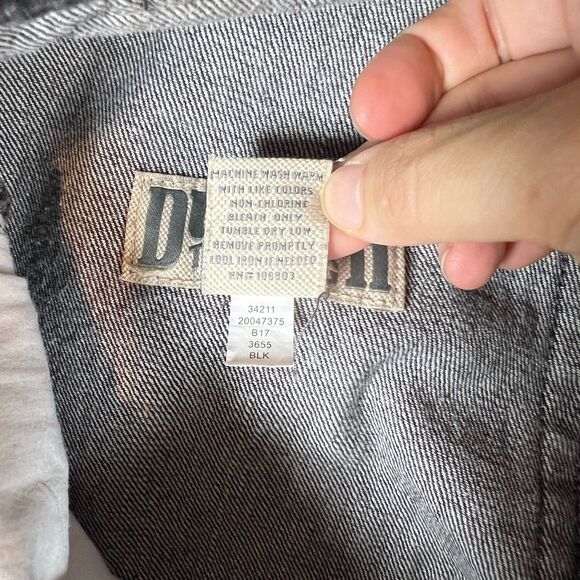 MACHINE WASH WARM
WITH LIKE COLORS
NON-CHLORINE
BLEACH ONLY
TUMBLE DRY LOW
REMOVE PROMPTLY
COOL IRON IF NEEDED
RN# 106803
34211
20047375
B17
3655
BLK